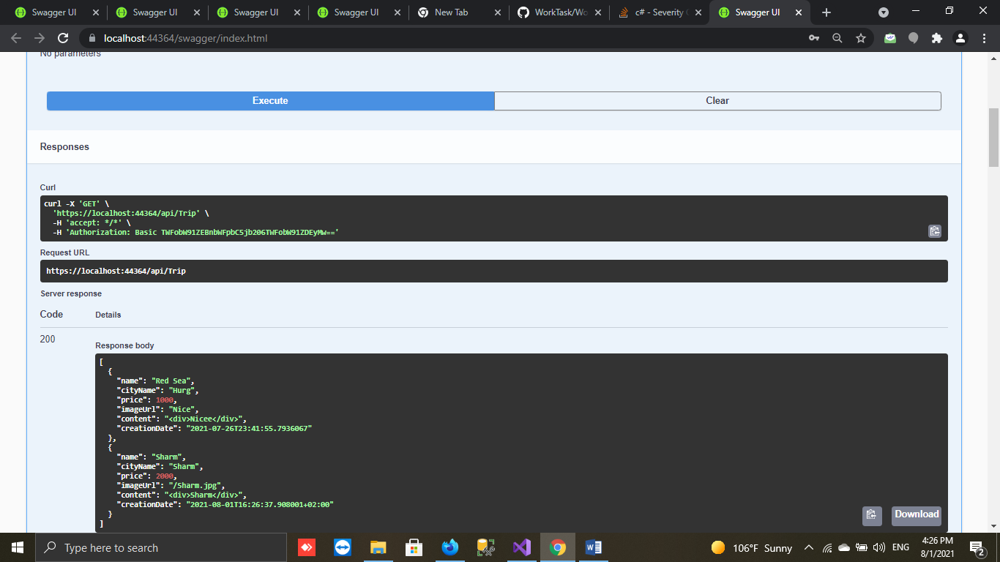 Swagger UI
Swagger UI
Swagger UI
Swagger UI
New Tab
WorkTask/Wo
c# - Severity
Swagger UI
localhost:44364/swagger/index.html
No parameters
Execute
Clear
Responses
Curl
curl -X 'GET' \
'https://localhost:44364/api/Trip' \
-H 'accept: */*' \
-H 'Authorization: Basic TWFobW91ZEBnbWFpbC5jb206TWFobW91ZDEyMw=='
Request URL
https://localhost:44364/api/Trip
Server response
Code
Details
200
Response body
[
{
"name": "Red Sea",
"cityName": "Hurg",
"price": 1000,
"imageUrl": "Nice",
"content": "<div>Nicee</div>",
"creationDate": "2021-07-26T23:41:55.7936067"
},
{
"name": "Sharm",
"cityName": "Sharm",
"price": 2000,
"imageUrl": "/Sharm.jpg",
"content": "<div>Sharm</div>",
"creationDate": "2021-08-01T16:26:37.908001+02:00"
}
]
Download
Type here to search
106°F Sunny
ENG
4:26 PM
8/1/2021
2